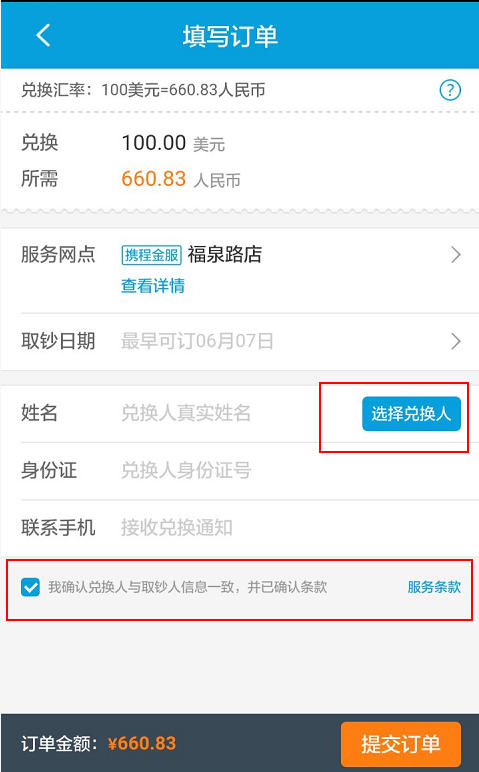 填写订单
兑换汇率：100美元=660.83人民币 ?
兑换 100.00 美元
所需 660.83 人民币
服务网点 携程金服 福泉路店
查看详情
取钞日期 最早可订06月07日
姓名 兑换人真实姓名 选择兑换人
身份证 兑换人身份证号
联系手机 接收兑换通知
我确认兑换人与取钞人信息一致，并已确认条款 服务条款
订单金额：¥660.83 提交订单